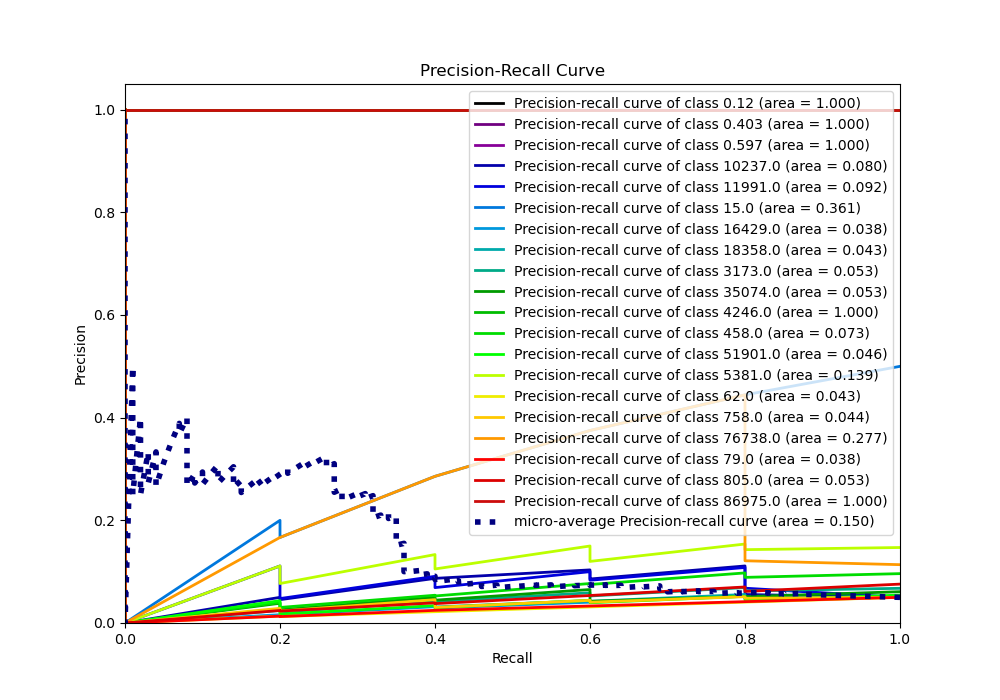 Precision-Recall Curve
Precision
1.0
0.8
0.6
0.4
0.2
0.0
Precision-recall curve of class 0.12 (area = 1.000)
Precision-recall curve of class 0.403 (area = 1.000)
Precision-recall curve of class 0.597 (area = 1.000)
Precision-recall curve of class 10237.0 (area = 0.080)
Precision-recall curve of class 11991.0 (area = 0.092)
Precision-recall curve of class 15.0 (area = 0.361)
Precision-recall curve of class 16429.0 (area = 0.038)
Precision-recall curve of class 18358.0 (area = 0.043)
Precision-recall curve of class 3173.0 (area = 0.053)
Precision-recall curve of class 35074.0 (area = 0.053)
Precision-recall curve of class 4246.0 (area = 1.000)
Precision-recall curve of class 458.0 (area = 0.073)
Precision-recall curve of class 51901.0 (area = 0.046)
Precision-recall curve of class 5381.0 (area = 0.139)
Precision-recall curve of class 62.0 (area = 0.043)
Precision-recall curve of class 758.0 (area = 0.044)
Precision-recall curve of class 76738.0 (area = 0.277)
Precision-recall curve of class 79.0 (area = 0.038)
Precision-recall curve of class 805.0 (area = 0.053)
Precision-recall curve of class 86975.0 (area = 1.000)
micro-average Precision-recall curve (area = 0.150)
0.0 0.2 0.4 0.6 0.8 1.0
Recall